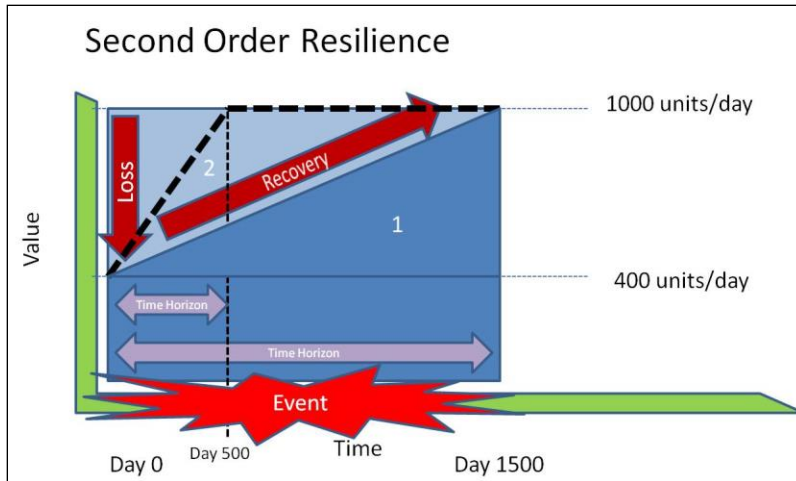 Second Order Resilience
1000 units/day
Loss
2
Recovery
1
Value
400 units/day
Time Horizon
Time Horizon
Event
Day 500
Time
Day 0
Day 1500